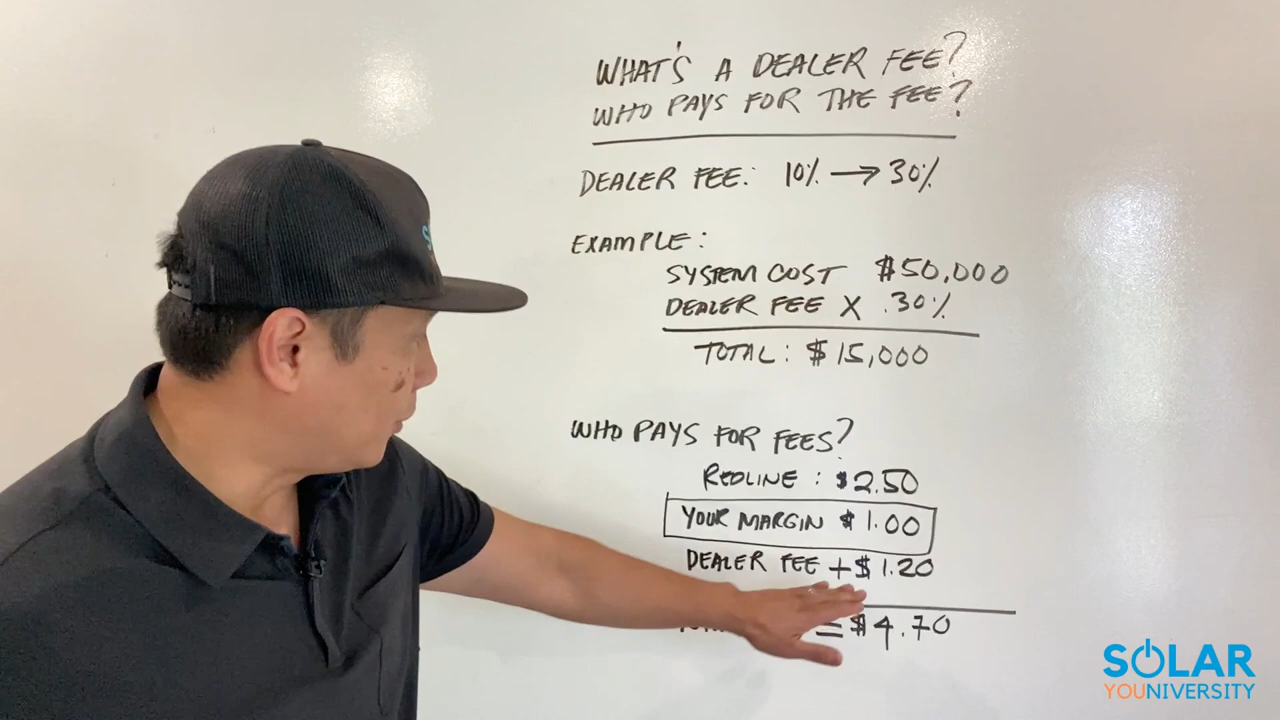 WHAT'S A DEALER FEE?
WHO PAYS FOR THE FEE?
DEALER FEE: 10% → 30%
EXAMPLE:
SYSTEM COST $50,000
DEALER FEE X .30%
TOTAL: $15,000
WHO PAYS FOR FEES?
REDLINE: $2.50
YOUR MARGIN $1.00
DEALER FEE + $1.20
= $4.70
SOLAR
YOUNIVERSITY